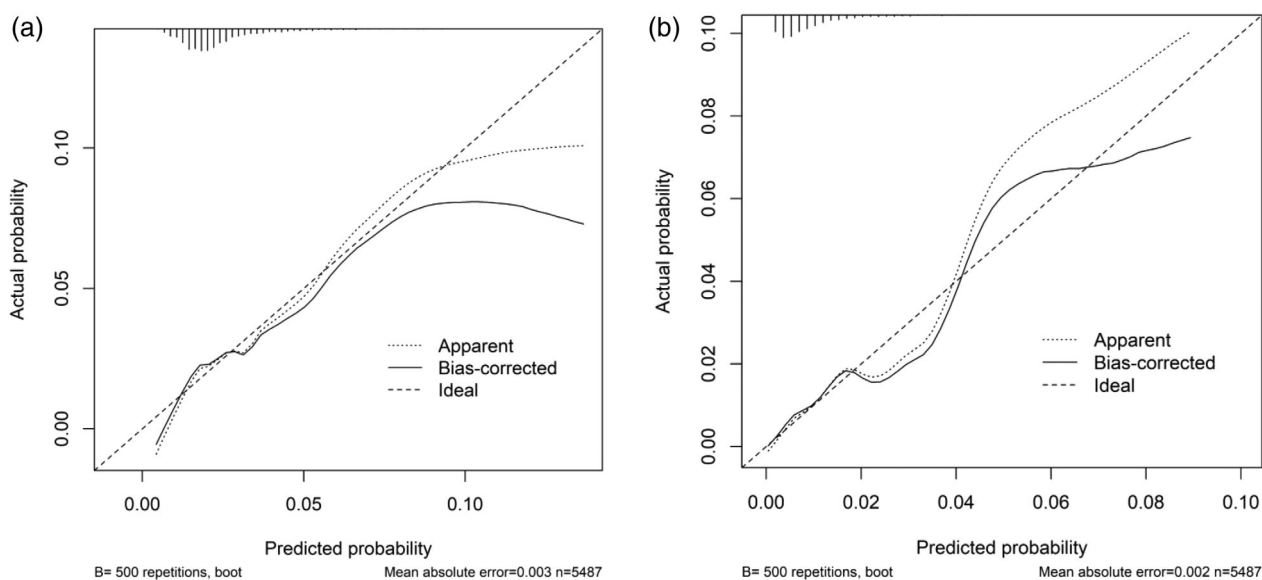 (a)
0.10
0.05
0.00
Actual probability
Apparent
Bias-corrected
Ideal
0.00 0.05 0.10
Predicted probability
B= 500 repetitions, boot Mean absolute error=0.003 n=5487
(b)
0.10
0.08
0.06
0.04
0.02
0.00
Actual probability
Apparent
Bias-corrected
Ideal
0.00 0.02 0.04 0.06 0.08 0.10
Predicted probability
B= 500 repetitions, boot Mean absolute error=0.002 n=5487